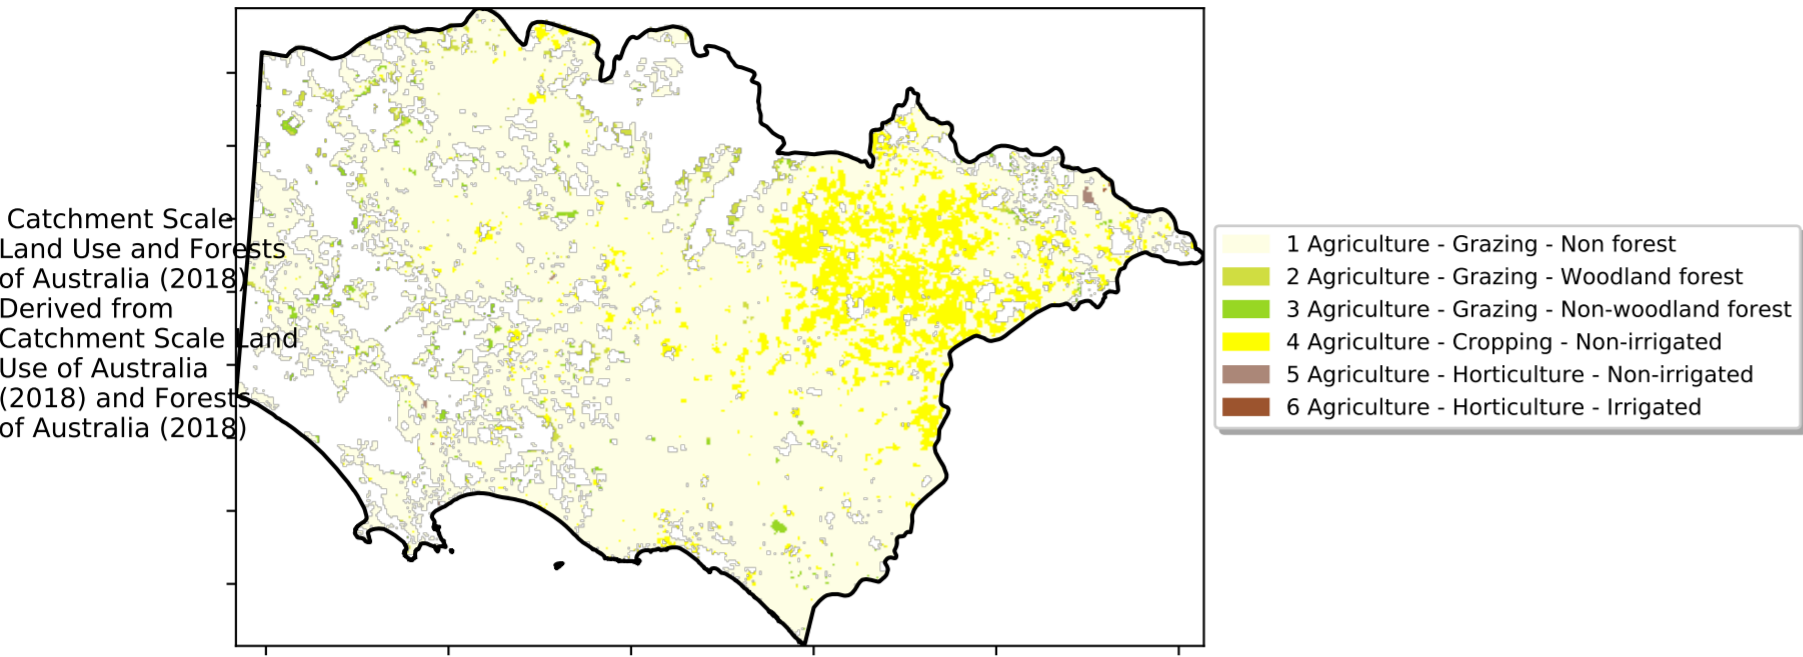 Catchment Scale
Land Use and Forests
of Australia (2018)
Derived from
Catchment Scale Land
Use of Australia
(2018) and Forests
of Australia (2018)
1 Agriculture - Grazing - Non forest
2 Agriculture - Grazing - Woodland forest
3 Agriculture - Grazing - Non-woodland forest
4 Agriculture - Cropping - Non-irrigated
5 Agriculture - Horticulture - Non-irrigated
6 Agriculture - Horticulture - Irrigated